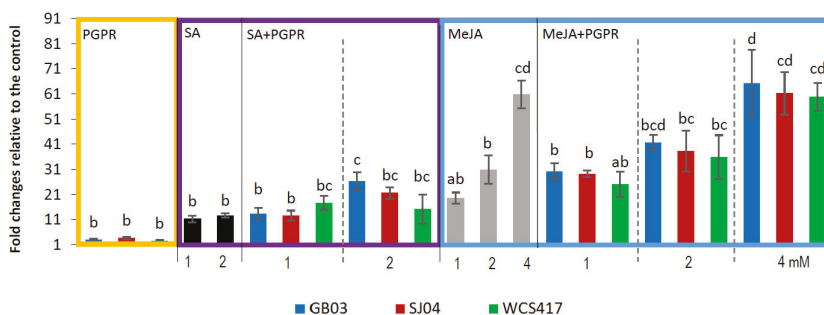 Fold changes relative to the control
91
81
71
61
51
41
31
21
11
1
PGPR
SA
SA+PGPR
MeJA
MeJA+PGPR
b b b
b b
b b bc
c bc bc
ab b cd
b b ab
bcd bc bc
d cd cd
1 2 1 2 1 2 4 1 2 4 mM
GB03 SJ04 WCS417